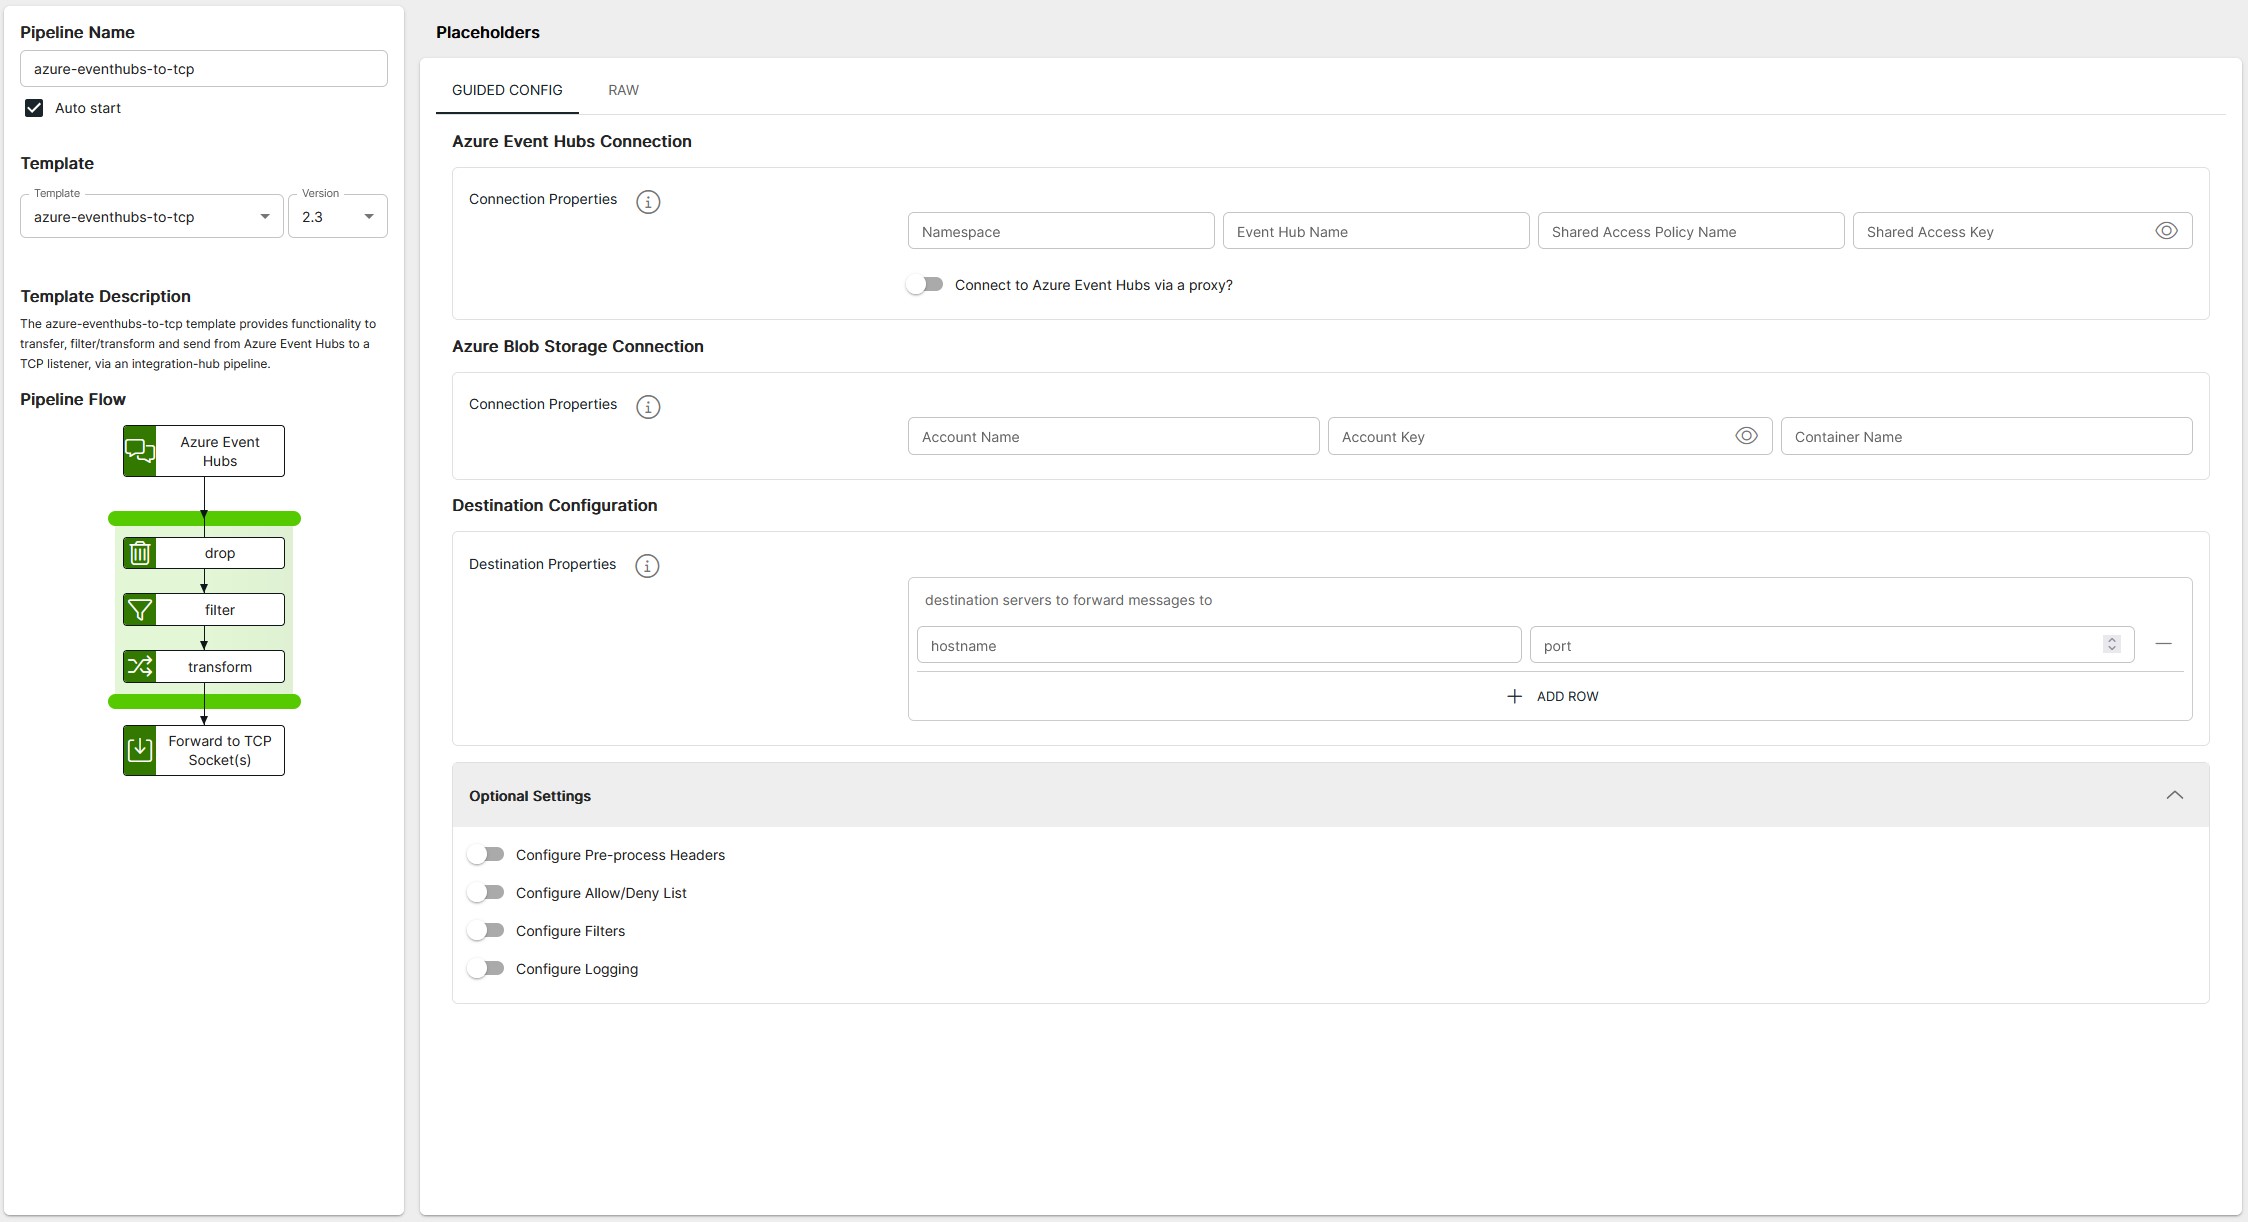 Pipeline Name
azure-eventhubs-to-tcp
Auto start
Template
Template
azure-eventhubs-to-tcp
Version
2.3
Template Description
The azure-eventhubs-to-tcp template provides functionality to
transfer, filter/transform and send from Azure Event Hubs to a
TCP listener, via an integration-hub pipeline.
Pipeline Flow
Azure Event
Hubs
drop
filter
transform
Forward to TCP
Socket(s)
Placeholders
GUIDED CONFIG
RAW
Azure Event Hubs Connection
Connection Properties
Namespace
Event Hub Name
Shared Access Policy Name
Shared Access Key
Connect to Azure Event Hubs via a proxy?
Azure Blob Storage Connection
Connection Properties
Account Name
Account Key
Container Name
Destination Configuration
Destination Properties
destination servers to forward messages to
hostname
port
ADD ROW
Optional Settings
Configure Pre-process Headers
Configure Allow/Deny List
Configure Filters
Configure Logging